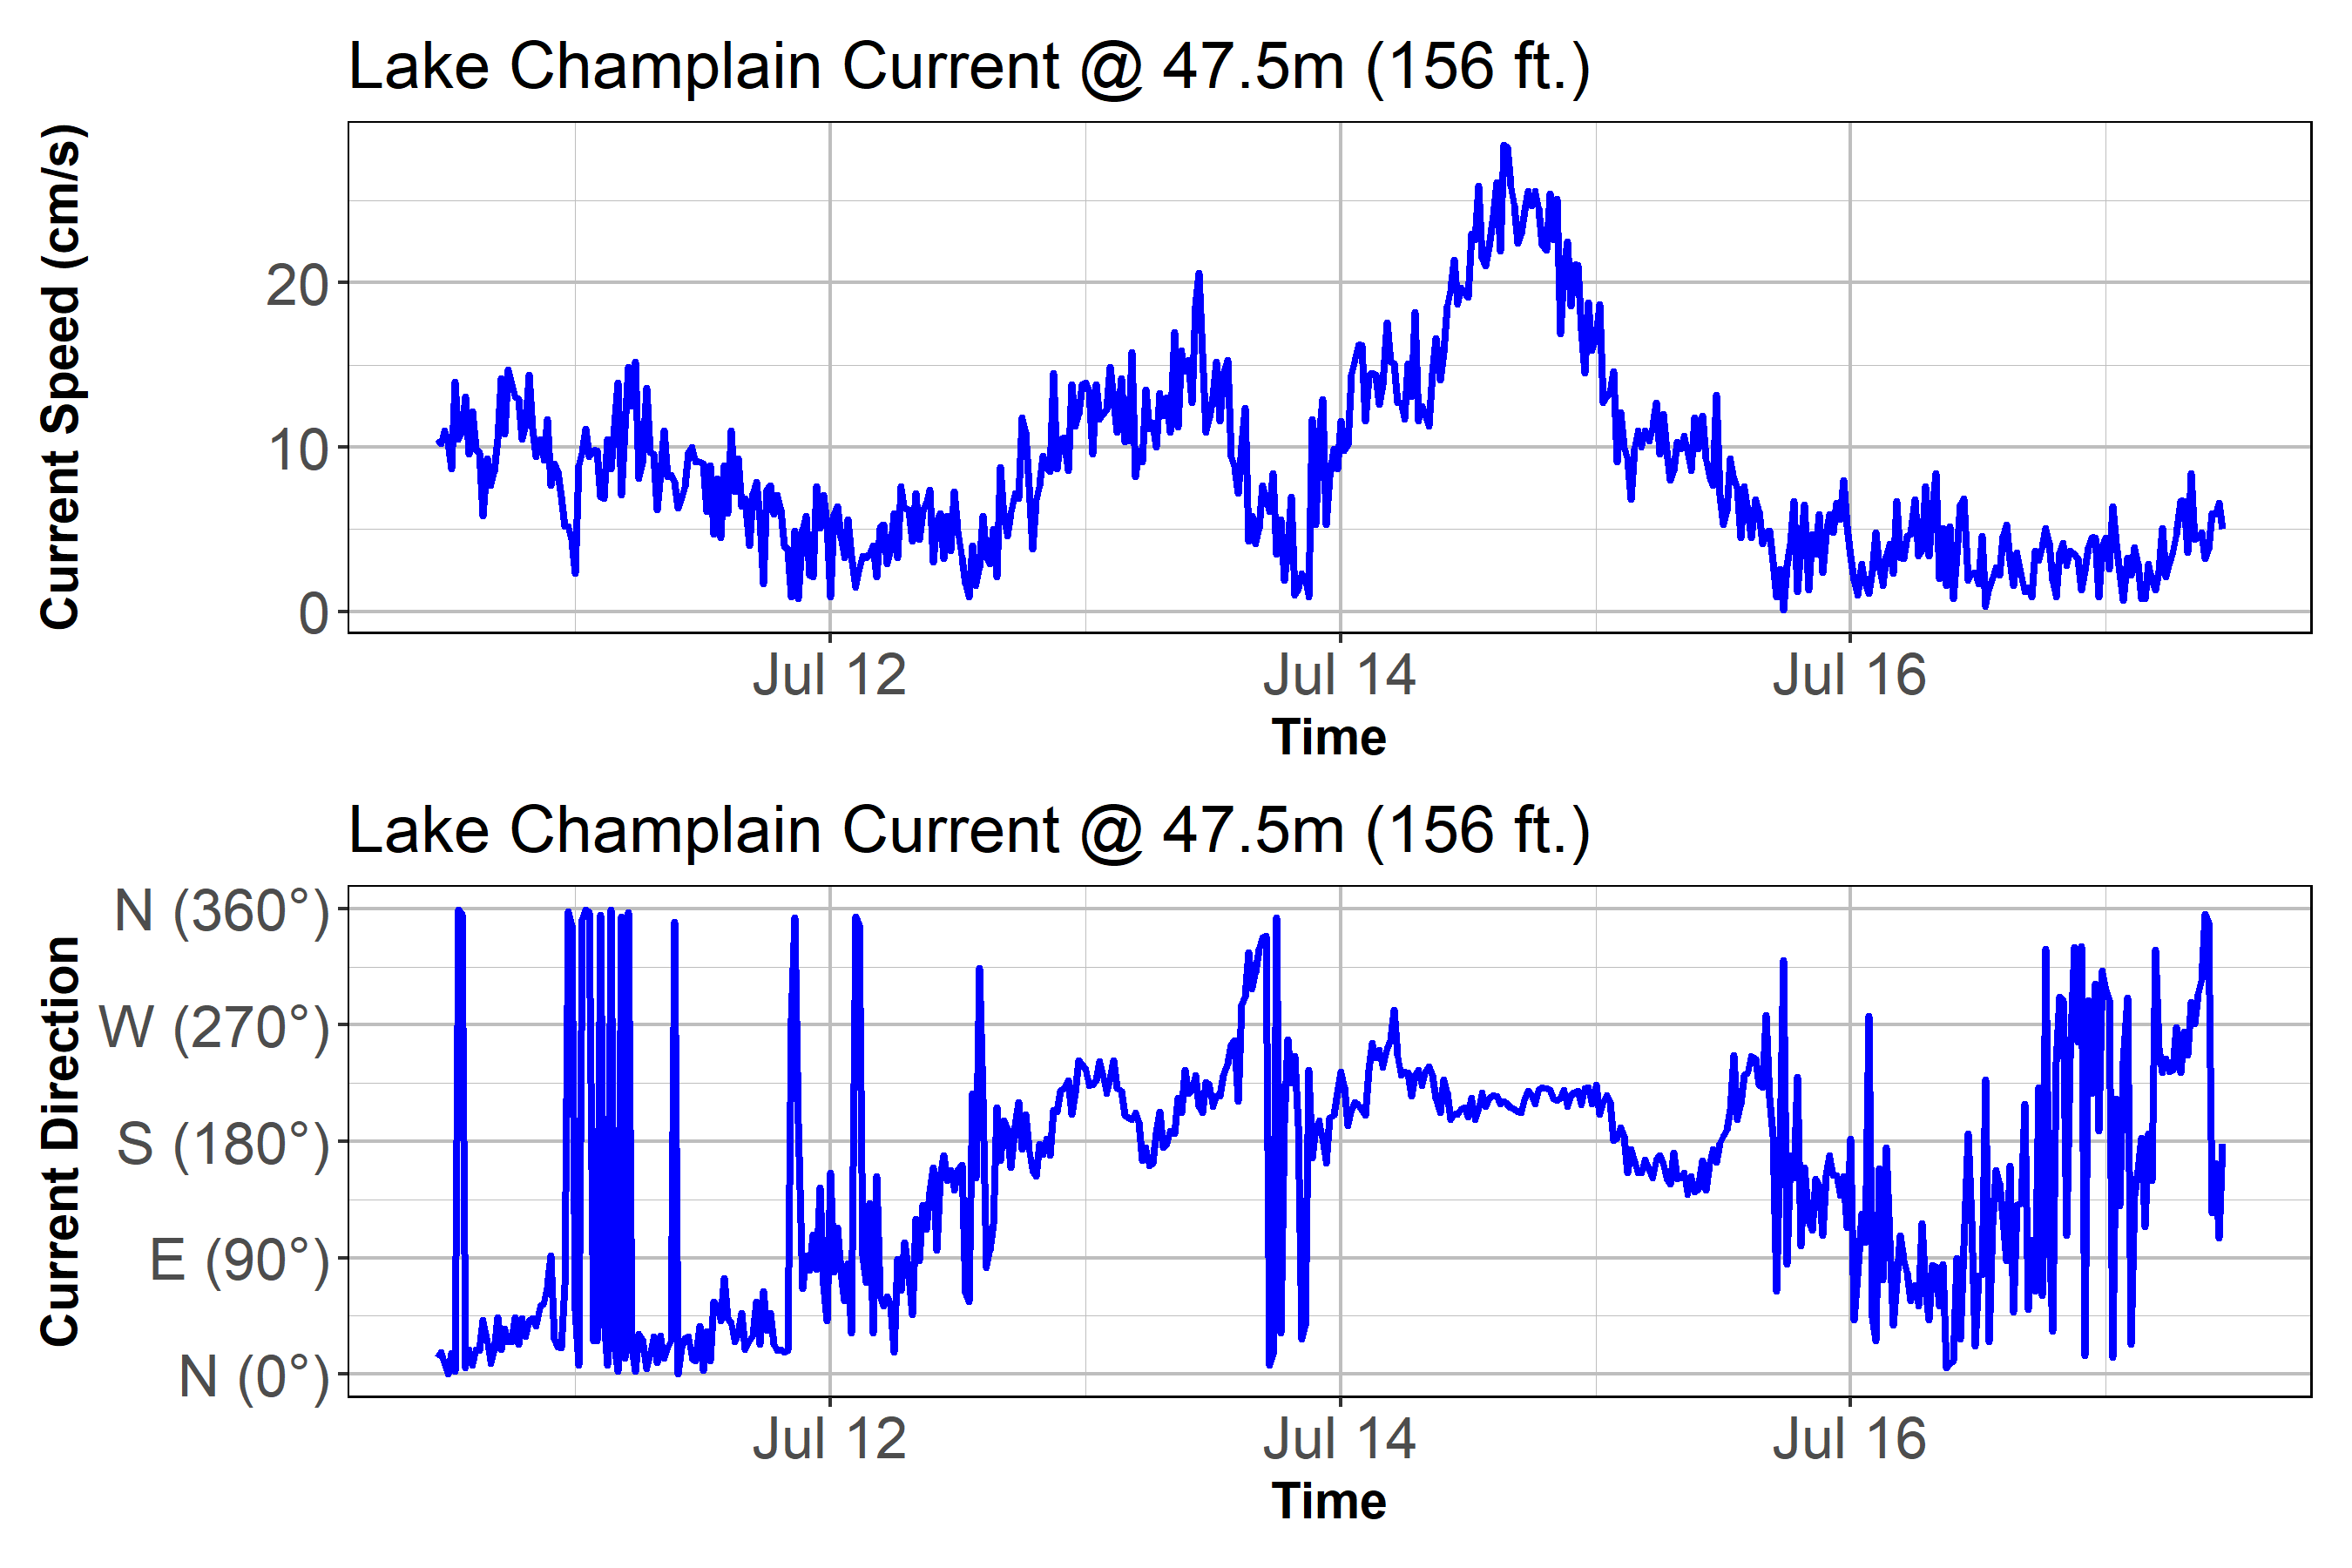 Lake Champlain Current @ 47.5m (156 ft.)
Current Speed (cm/s)
20
10
0
Jul 12 Jul 14 Jul 16
Time
Lake Champlain Current @ 47.5m (156 ft.)
Current Direction
N (360°)
W (270°)
S (180°)
E (90°)
N (0°)
Jul 12 Jul 14 Jul 16
Time